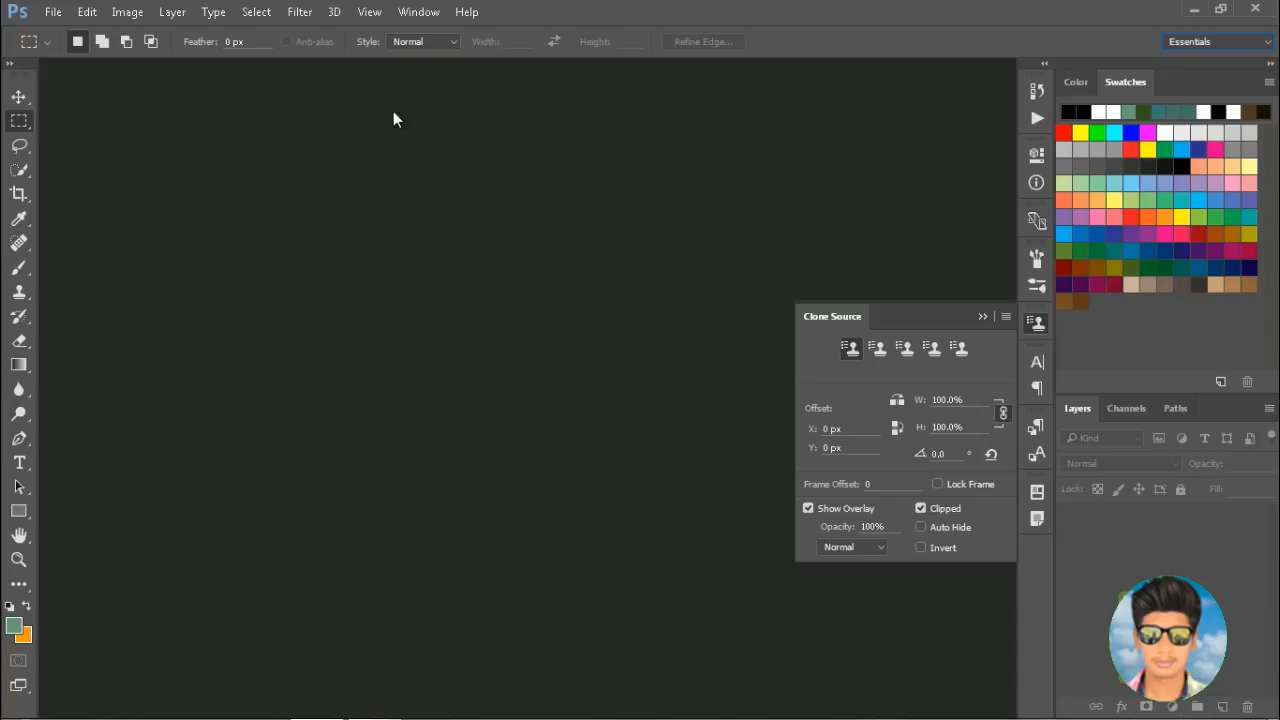 Ps File Edit Image Layer Type Select Filter 3D View Window Help
Feather: 0 px Anti-alias Style: Normal Width: Height: Refine Edge... Essentials
Color Swatches
Clone Source
Offset:
X: 0 px
Y: 0 px
W: 100.0%
H: 100.0%
0.0 °
Frame Offset: 0 Lock Frame
Show Overlay Clipped
Opacity: 100% Auto Hide
Normal Invert
Layers Channels Paths
Kind
Normal Opacity:
Lock: Fill: